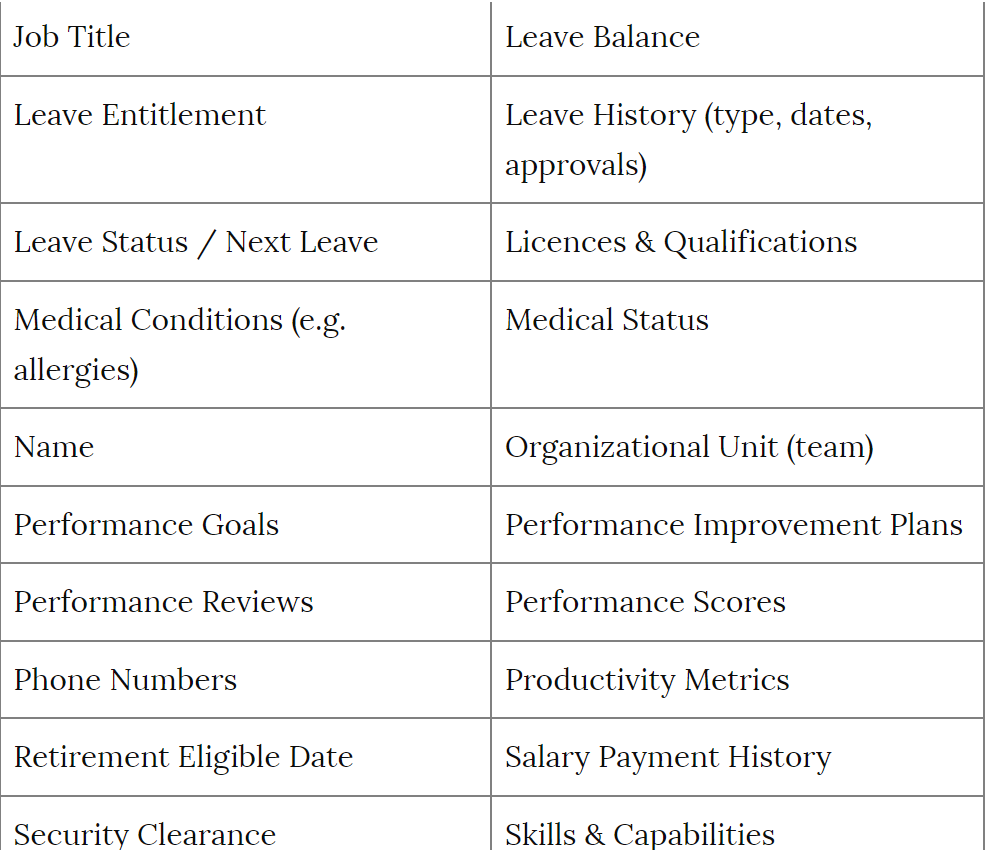 Job Title
Leave Balance
Leave Entitlement
Leave History (type, dates,
approvals)
Leave Status / Next Leave
Licences & Qualifications
Medical Conditions (e.g.
allergies)
Medical Status
Name
Organizational Unit (team)
Performance Goals
Performance Improvement Plans
Performance Reviews
Performance Scores
Phone Numbers
Productivity Metrics
Retirement Eligible Date
Salary Payment History
Security Clearance
Skills & Capabilities